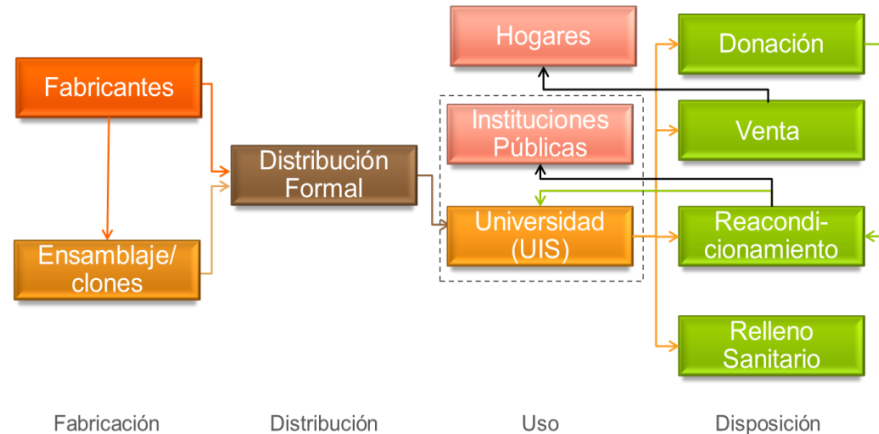 Fabricantes
Ensamblaje/
clones
Distribución
Formal
Hogares
Instituciones
Públicas
Universidad
(UIS)
Donación
Venta
Reacondi-
cionamiento
Relleno
Sanitario
Fabricación
Distribución
Uso
Disposición